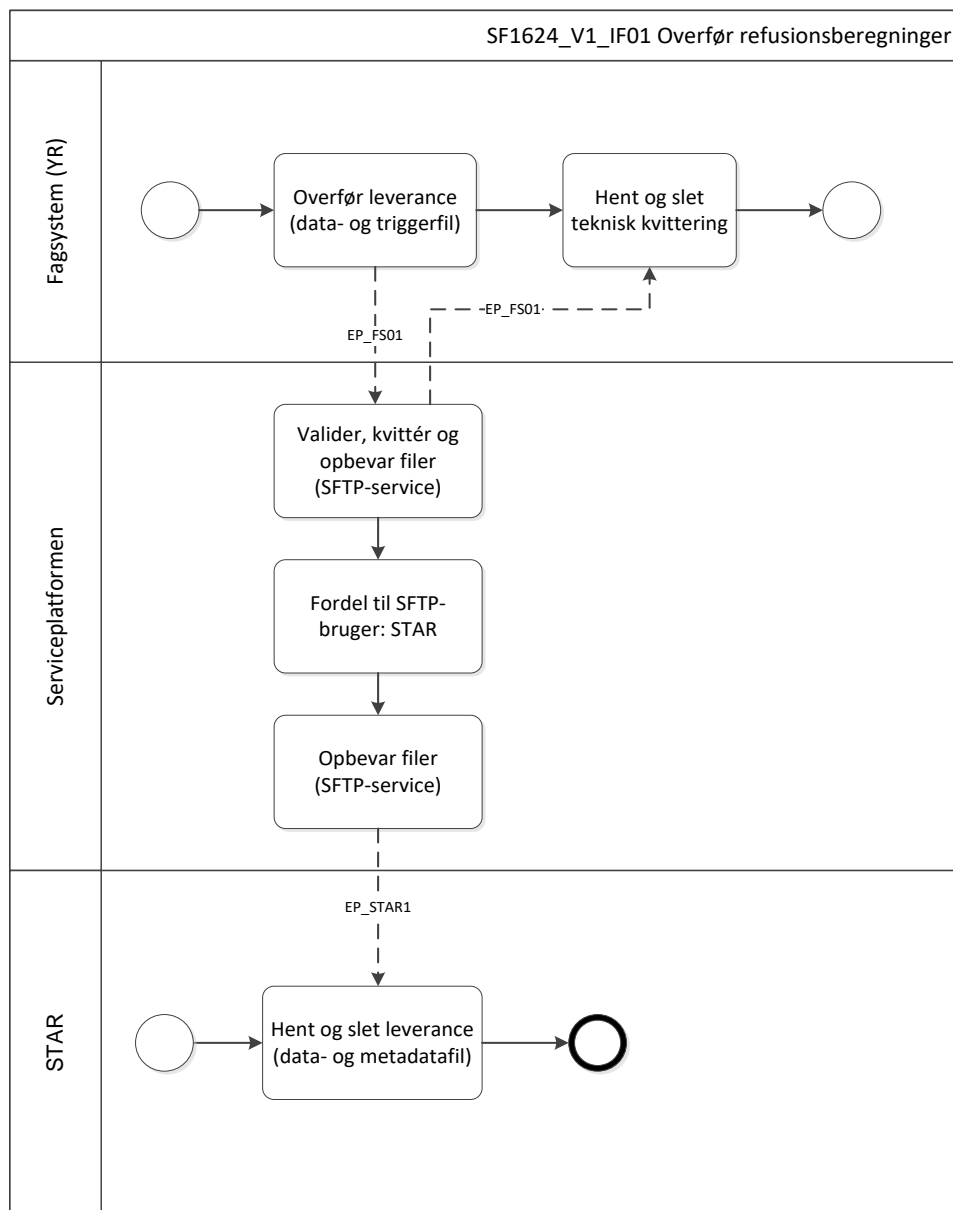 SF1624_V1_IF01 Overfør refusionsberegninger
Fagsystem (YR)
Overfør leverance
(data- og triggerfil)
Hent og slet
teknisk kvittering
EP_FS01
EP_FS01
Serviceplatformen
Valider, kvittér og
opbevar filer
(SFTP-service)
Fordel til SFTP-
bruger: STAR
Opbevar filer
(SFTP-service)
EP_STAR1
STAR
Hent og slet leverance
(data- og metadatafil)